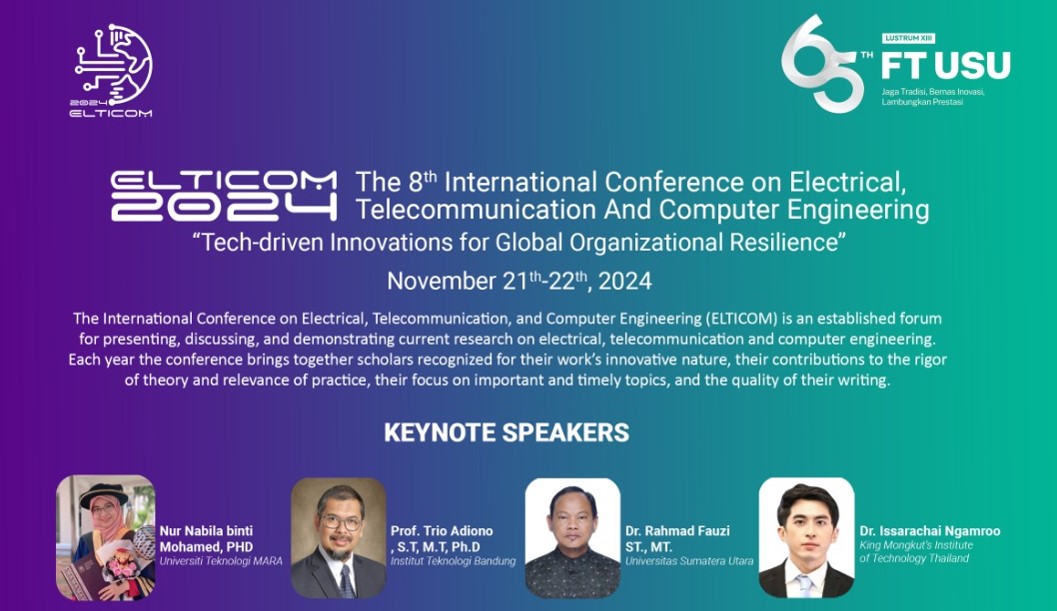 2024
ELTICOM
65TH
LUSTRUM XIII
FT USU
Jaga Tradisi, Bernas Inovasi,
Lambungkan Prestasi
ELTICOM
2024
The 8th International Conference on Electrical,
Telecommunication And Computer Engineering
“Tech-driven Innovations for Global Organizational Resilience”
November 21th-22th, 2024
The International Conference on Electrical, Telecommunication, and Computer Engineering (ELTICOM) is an established forum
for presenting, discussing, and demonstrating current research on electrical, telecommunication and computer engineering.
Each year the conference brings together scholars recognized for their work's innovative nature, their contributions to the rigor
of theory and relevance of practice, their focus on important and timely topics, and the quality of their writing.
KEYNOTE SPEAKERS
Nur Nabila binti
Mohamed, PHD
Universiti Teknologi MARA
Prof. Trio Adiono
, S.T, M.T, Ph.D
Institut Teknologi Bandung
Dr. Rahmad Fauzi
ST., MT.
Universitas Sumatera Utara
Dr. Issarachai Ngamroo
King Mongkut's Institute
of Technology Thailand